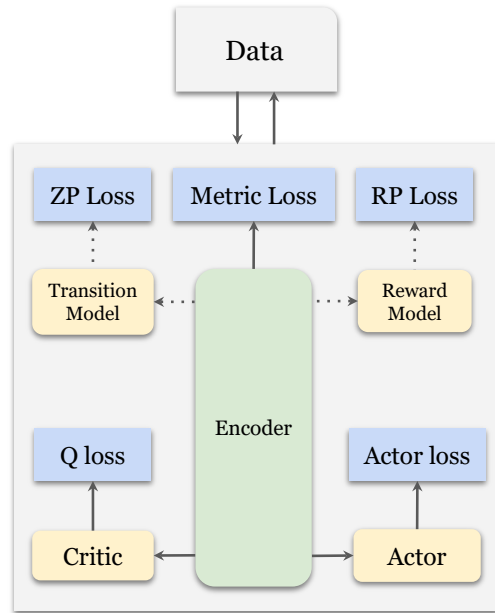 Data
ZP Loss
Metric Loss
RP Loss
Transition
Model
Reward
Model
Encoder
Q loss
Actor loss
Critic
Actor